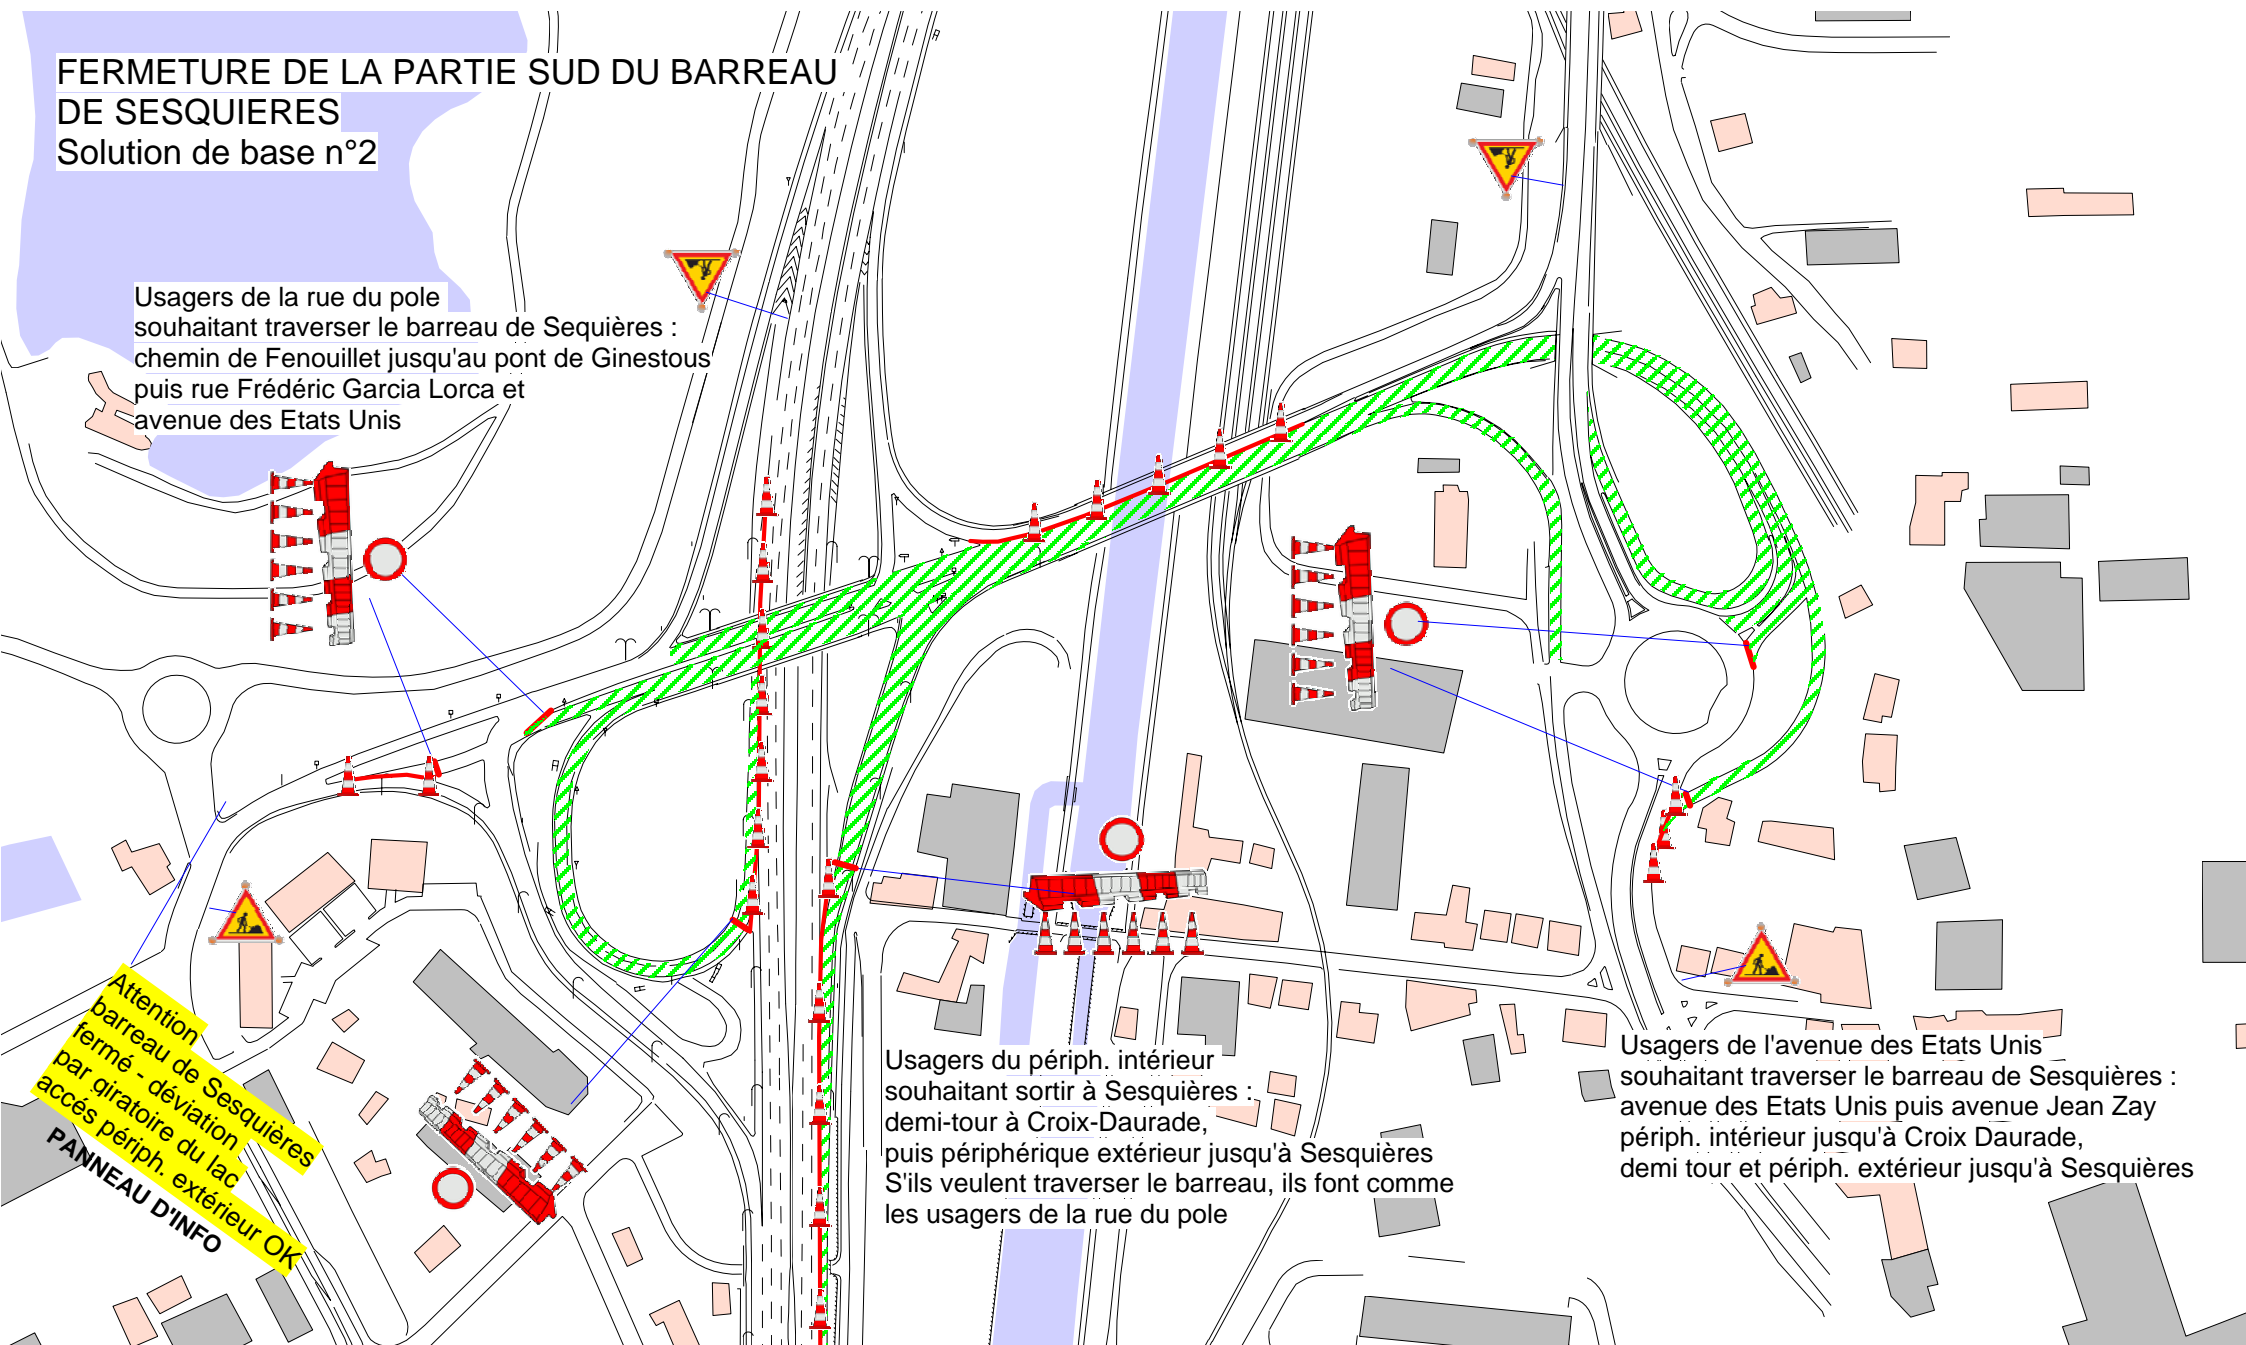 FERMETURE DE LA PARTIE SUD DU BARREAU
DE SESQUIERES
Solution de base n°2
Usagers de la rue du pole
souhaitant traverser le barreau de Sequières :
chemin de Fenouillet jusqu'au pont de Ginestous
puis rue Frédéric Garcia Lorca et
avenue des Etats Unis
Attention
barreau de Sesquières
fermé - déviation
par giratoire du lac
accés périph. extérieur OK
PANNEAU D'INFO
Usagers du périph. intérieur
souhaitant sortir à Sesquières :
demi-tour à Croix-Daurade,
puis périphérique extérieur jusqu'à Sesquières
S'ils veulent traverser le barreau, ils font comme
les usagers de la rue du pole
Usagers de l'avenue des Etats Unis
souhaitant traverser le barreau de Sesquières :
avenue des Etats Unis puis avenue Jean Zay
périph. intérieur jusqu'à Croix Daurade,
demi tour et périph. extérieur jusqu'à Sesquières